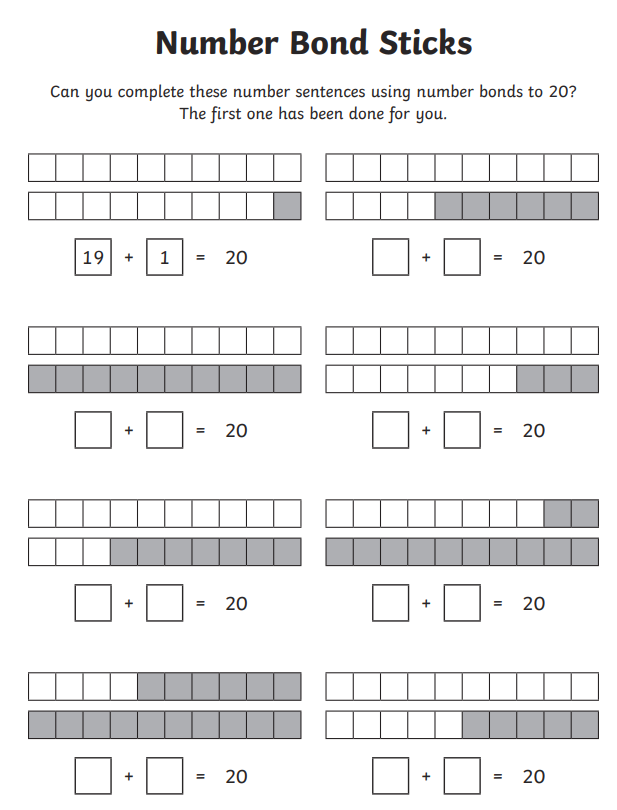 Number Bond Sticks
Can you complete these number sentences using number bonds to 20?
The first one has been done for you.
19 + 1 = 20
+ = 20
+ = 20
+ = 20
+ = 20
+ = 20
+ = 20
+ = 20